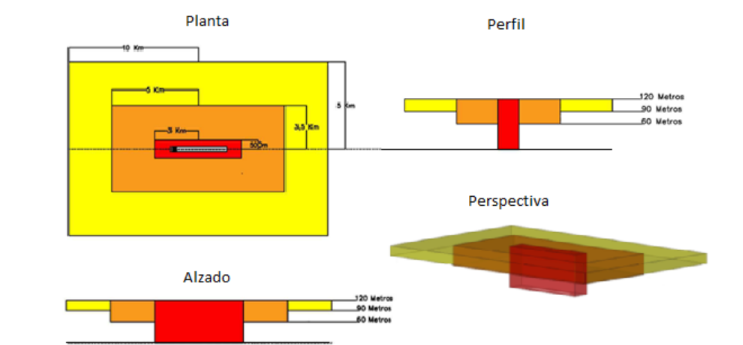 Planta
Perfil
10 Km
5 Km
5 Km
3,5 Km
3 Km
500m
120 Metros
90 Metros
60 Metros
Perspectiva
Alzado
120 Metros
90 Metros
60 Metros